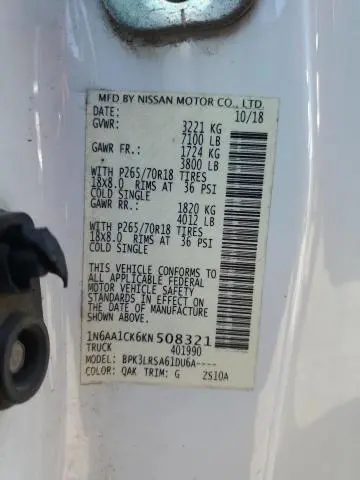 MFD BY NISSAN MOTOR CO., LTD.
DATE: 10/18
GVWR: 3221 KG
7100 LB
GAWR FR.: 1724 KG
3800 LB
WITH P265/70R18 TIRES
18X8.0 RIMS AT 36 PSI
COLD SINGLE
GAWR RR.: 1820 KG
4012 LB
WITH P265/70R18 TIRES
18X8.0 RIMS AT 36 PSI
COLD SINGLE
THIS VEHICLE CONFORMS TO
ALL APPLICABLE FEDERAL
MOTOR VEHICLE SAFETY
STANDARDS IN EFFECT ON
THE DATE OF MANUFACTURE
SHOWN ABOVE.
1N6AA1CK6KN508321
TRUCK 401990
MODEL: BPK3LRSA61DU6A----
COLOR: QAK TRIM: G 2S10A